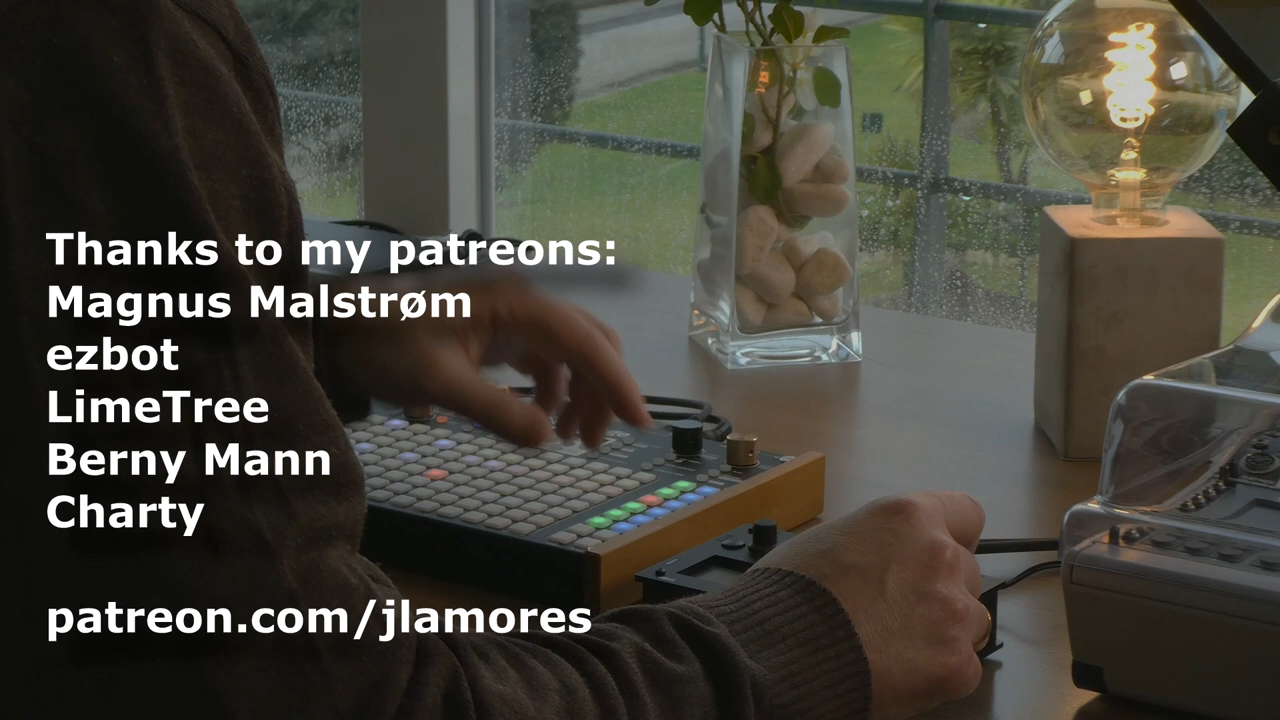 Thanks to my patreons:
Magnus Malstrøm
ezbot
LimeTree
Berny Mann
Charty
patreon.com/jlamores